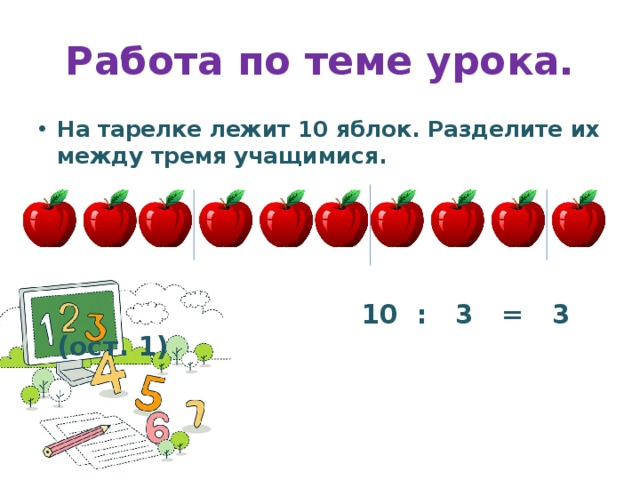 Работа по теме урока.
• На тарелке лежит 10 яблок. Разделите их
между тремя учащимися.
10 : 3 = 3
(ост. 1)
1 2 3
4
5
6
7